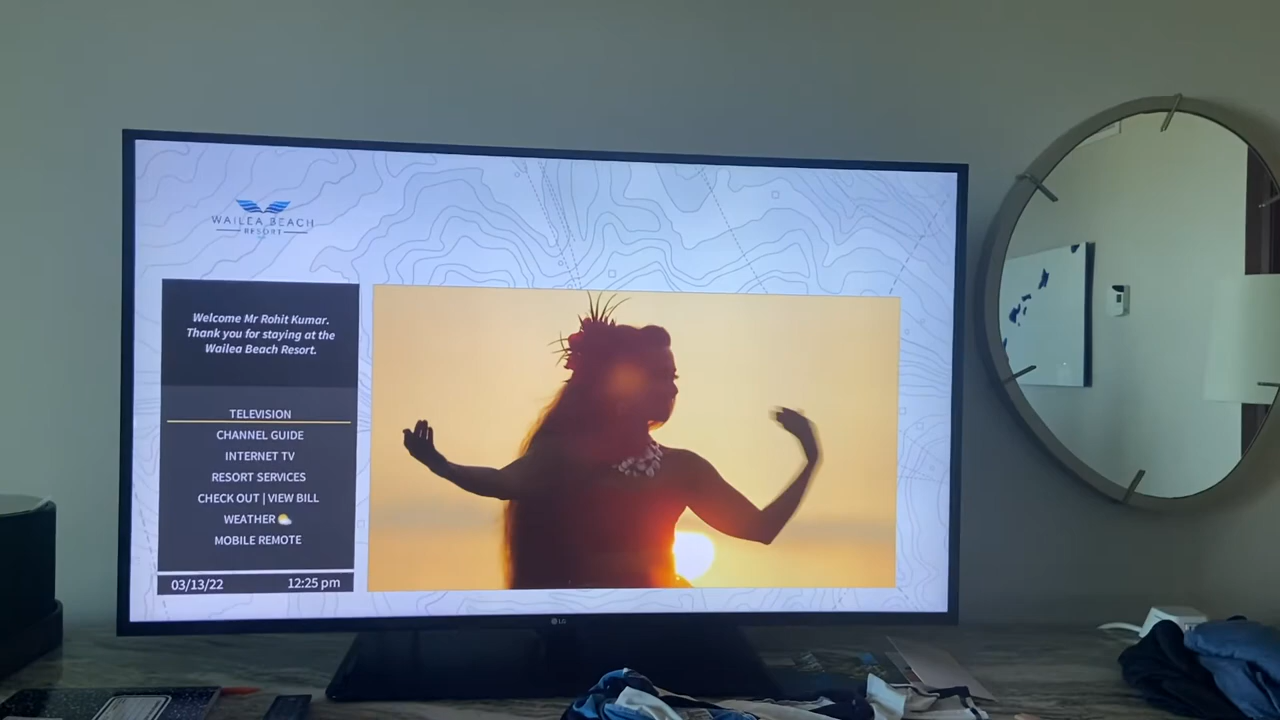 WAILEA BEACH
RESORT
Welcome Mr Rohit Kumar.
Thank you for staying at the
Wailea Beach Resort.
TELEVISION
CHANNEL GUIDE
INTERNET TV
RESORT SERVICES
CHECK OUT | VIEW BILL
WEATHER
MOBILE REMOTE
03/13/22 12:25 pm
LG